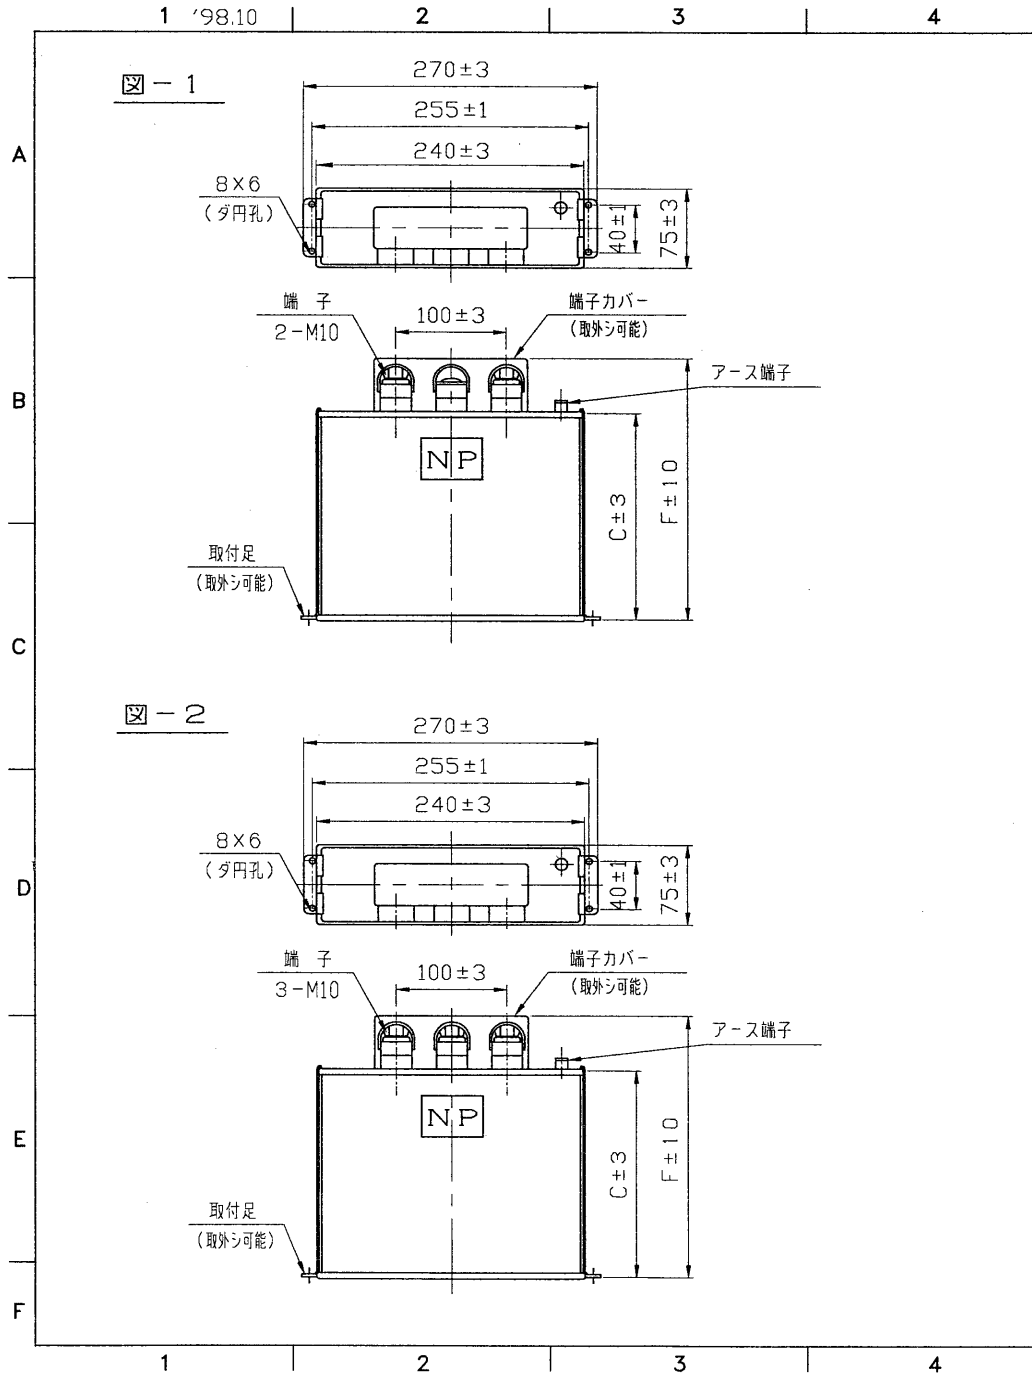 1 '98.10 2 3 4
図-1
270±3
255±1
240±3
A
8×6
(ダ円孔)
40±1
75±3
端 子
2-M10
100±3
端子カバー
(取外シ可能)
アース端子
B
NP
C±3
F±10
取付足
(取外シ可能)
C
図-2
270±3
255±1
240±3
8×6
(ダ円孔)
40±1
75±3
D
端 子
3-M10
100±3
端子カバー
(取外シ可能)
アース端子
NP
E
C±3
F±10
取付足
(取外シ可能)
F
1 2 3 4